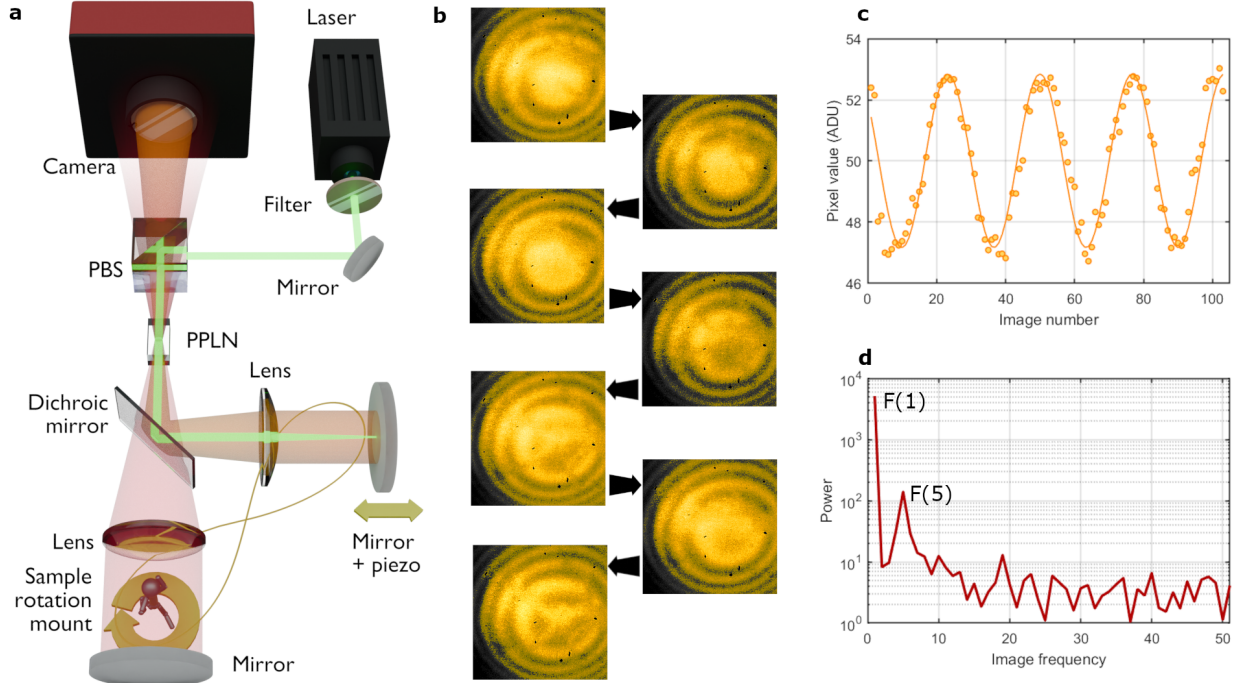 a
Laser
Camera
Filter
PBS
Mirror
PPLN
Lens
Dichroic
mirror
Lens
Mirror
+ piezo
Sample
rotation
mount
Mirror
b
c
54
52
50
48
46
0 20 40 60 80 100
Pixel value (ADU)
Image number
d
10^4
10^3
10^2
10^1
10^0
0 10 20 30 40 50
F(1)
F(5)
Power
Image frequency